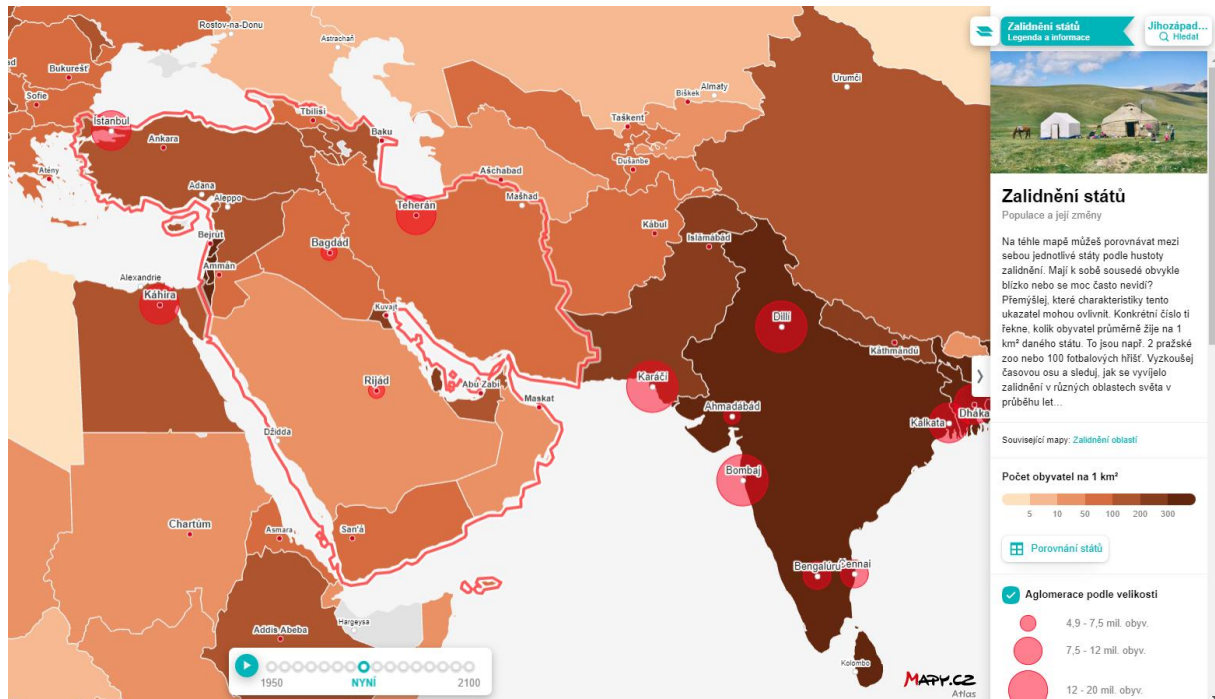 Rostov-na-Donu
Astrachaň
Bukurešť
Sofie
Almaty
Biškek
Urumči
İstanbul
Tbilisi
Taškent
Ankara
Baku
Atény
Dušanbe
Ašchabad
Adana
Mašhad
Aleppo
Teherán
Kábul
Bejrút
Islámábád
Bagdád
Ammán
Alexandrie
Káhira
Kuvajt
Dillí
Káthmándú
Karáčí
Rijád
Abú Zabí
Maskat
Ahmadábád
Dháka
Kalkata
Džidda
Bombaj
Chartúm
Asmara
San'á
Bengalúru
Čennai
Hargeysa
Addis Abeba
Kolombo
1950
NYNÍ
2100
MAPY.CZ
Atlas
Zalidnění států
Legenda a informace
Jihozápad...
Hledat
Zalidnění států
Populace a její změny
Na téhle mapě můžeš porovnávat mezi
sebou jednotlivé státy podle hustoty
zalidnění. Mají k sobě sousedé obvykle
blízko nebo se moc často nevidí?
Přemýšlej, které charakteristiky tento
ukazatel mohou ovlivnit. Konkrétní číslo ti
řekne, kolik obyvatel průměrně žije na 1
km² daného státu. To jsou např. 2 pražské
zoo nebo 100 fotbalových hřišť. Vyzkoušej
časovou osu a sleduj, jak se vyvíjelo
zalidnění v různých oblastech světa v
průběhu let...
Související mapy: Zalidnění oblastí
Počet obyvatel na 1 km²
5 10 50 100 200 300
Porovnání států
Aglomerace podle velikosti
4,9 - 7,5 mil. obyv.
7,5 - 12 mil. obyv.
12 - 20 mil. obyv.